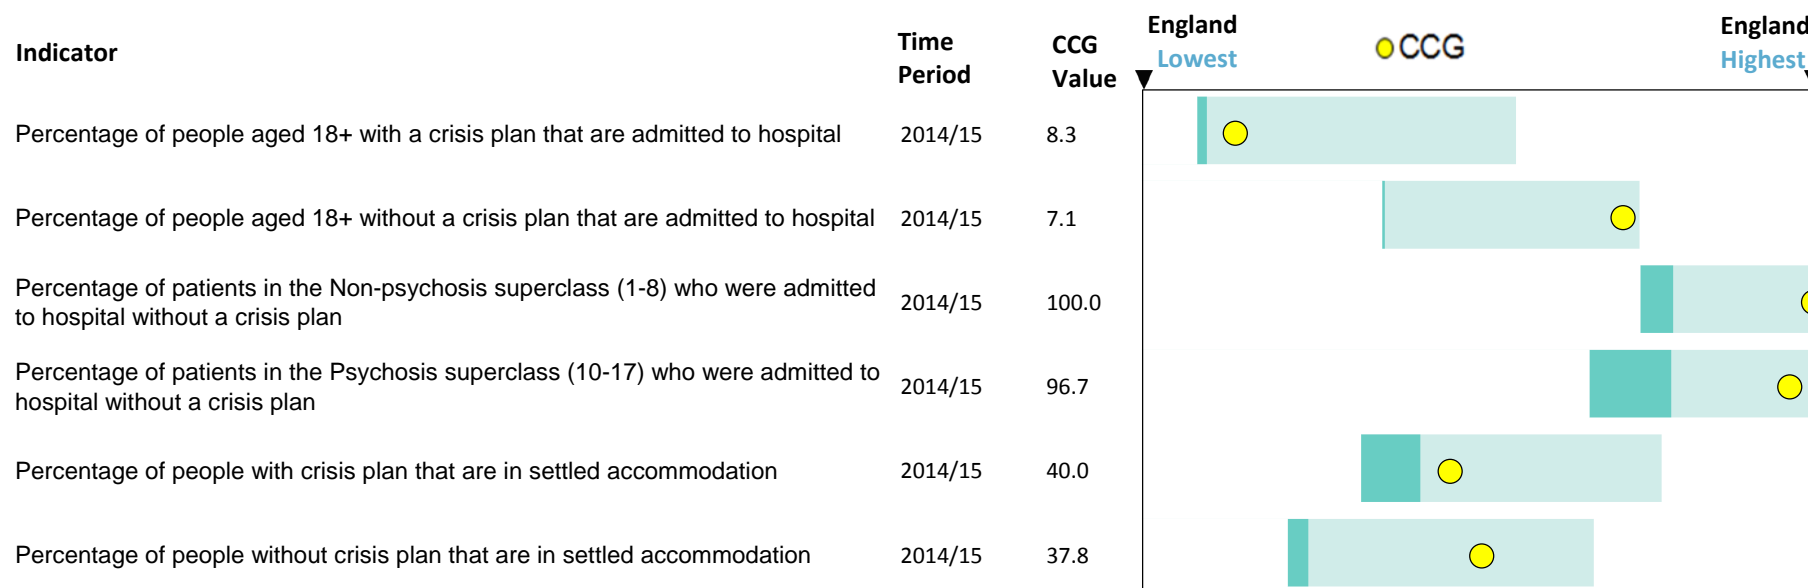 Indicator
Time
Period
CCG
Value
England
Lowest
CCG
England
Highest
Percentage of people aged 18+ with a crisis plan that are admitted to hospital 2014/15 8.3
Percentage of people aged 18+ without a crisis plan that are admitted to hospital 2014/15 7.1
Percentage of patients in the Non-psychosis superclass (1-8) who were admitted
to hospital without a crisis plan 2014/15 100.0
Percentage of patients in the Psychosis superclass (10-17) who were admitted to
hospital without a crisis plan 2014/15 96.7
Percentage of people with crisis plan that are in settled accommodation 2014/15 40.0
Percentage of people without crisis plan that are in settled accommodation 2014/15 37.8